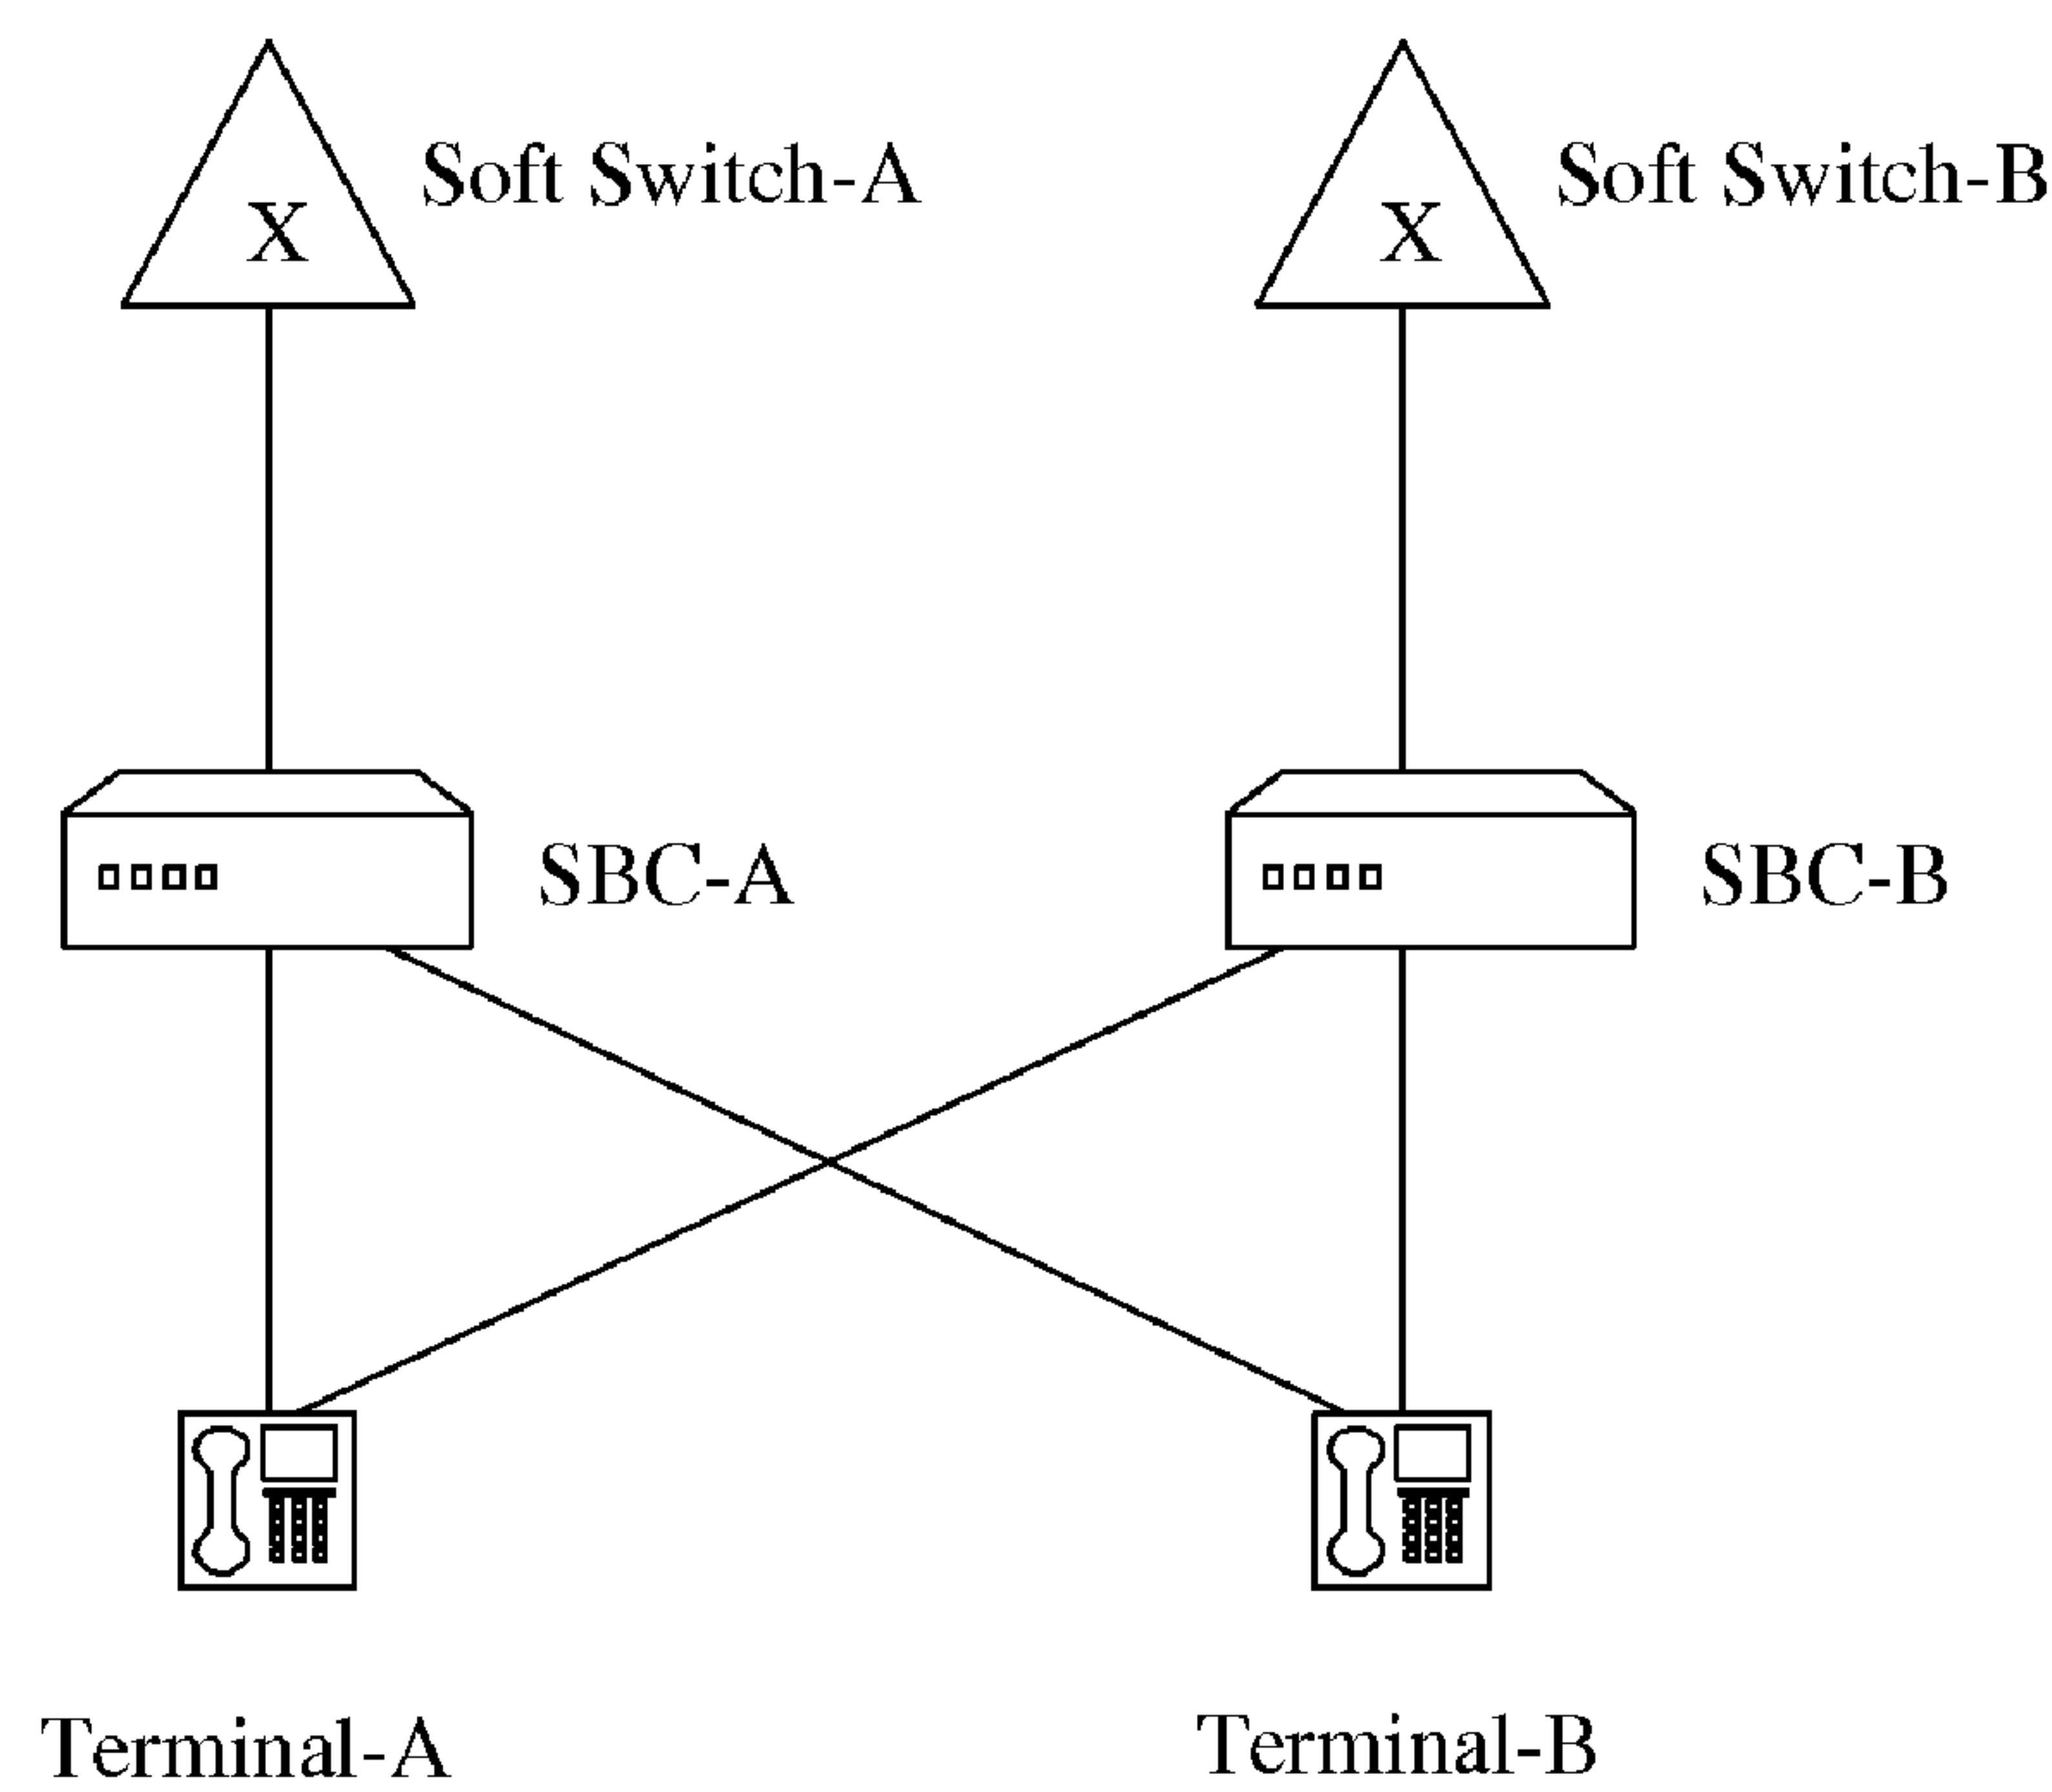 Soft Switch-A
Soft Switch-B
X
X
SBC-A
SBC-B
Terminal-A
Terminal-B